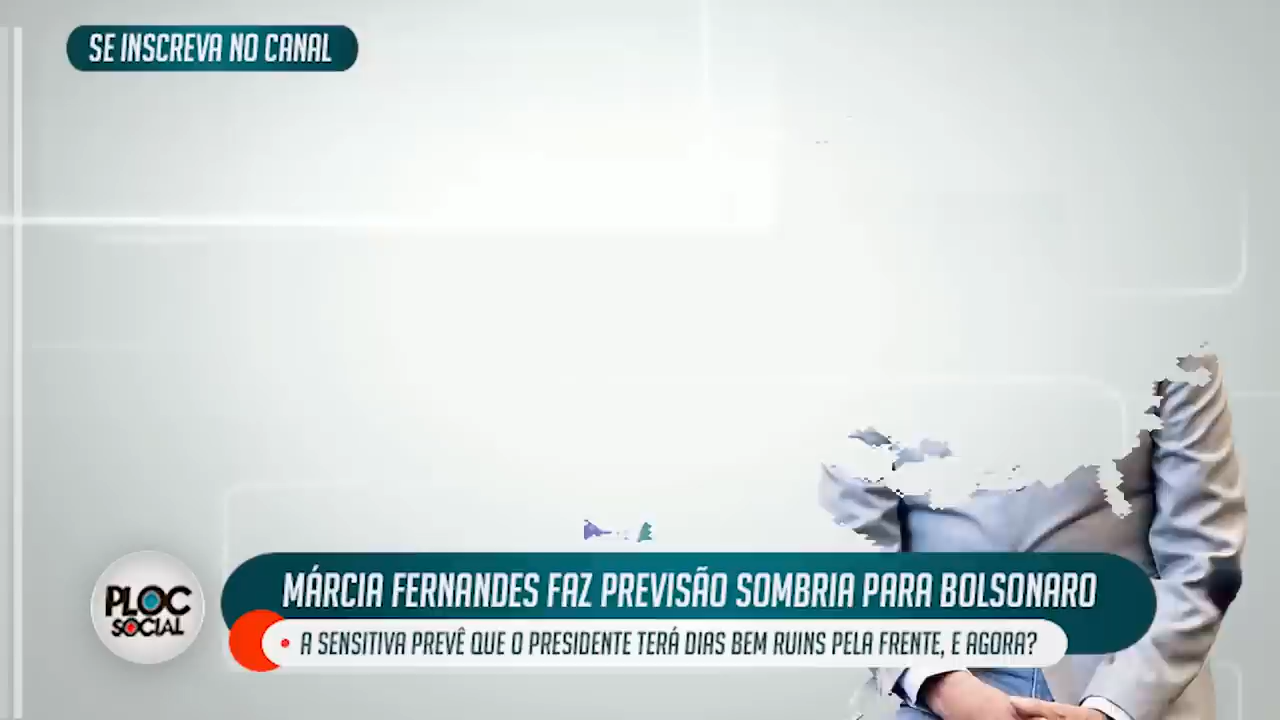 SE INSCREVA NO CANAL
PLOC
SOCIAL
MÁRCIA FERNANDES FAZ PREVISÃO SOMBRIA PARA BOLSONARO
A SENSITIVA PREVÊ QUE O PRESIDENTE TERÁ DIAS BEM RUINS PELA FRENTE, E AGORA?